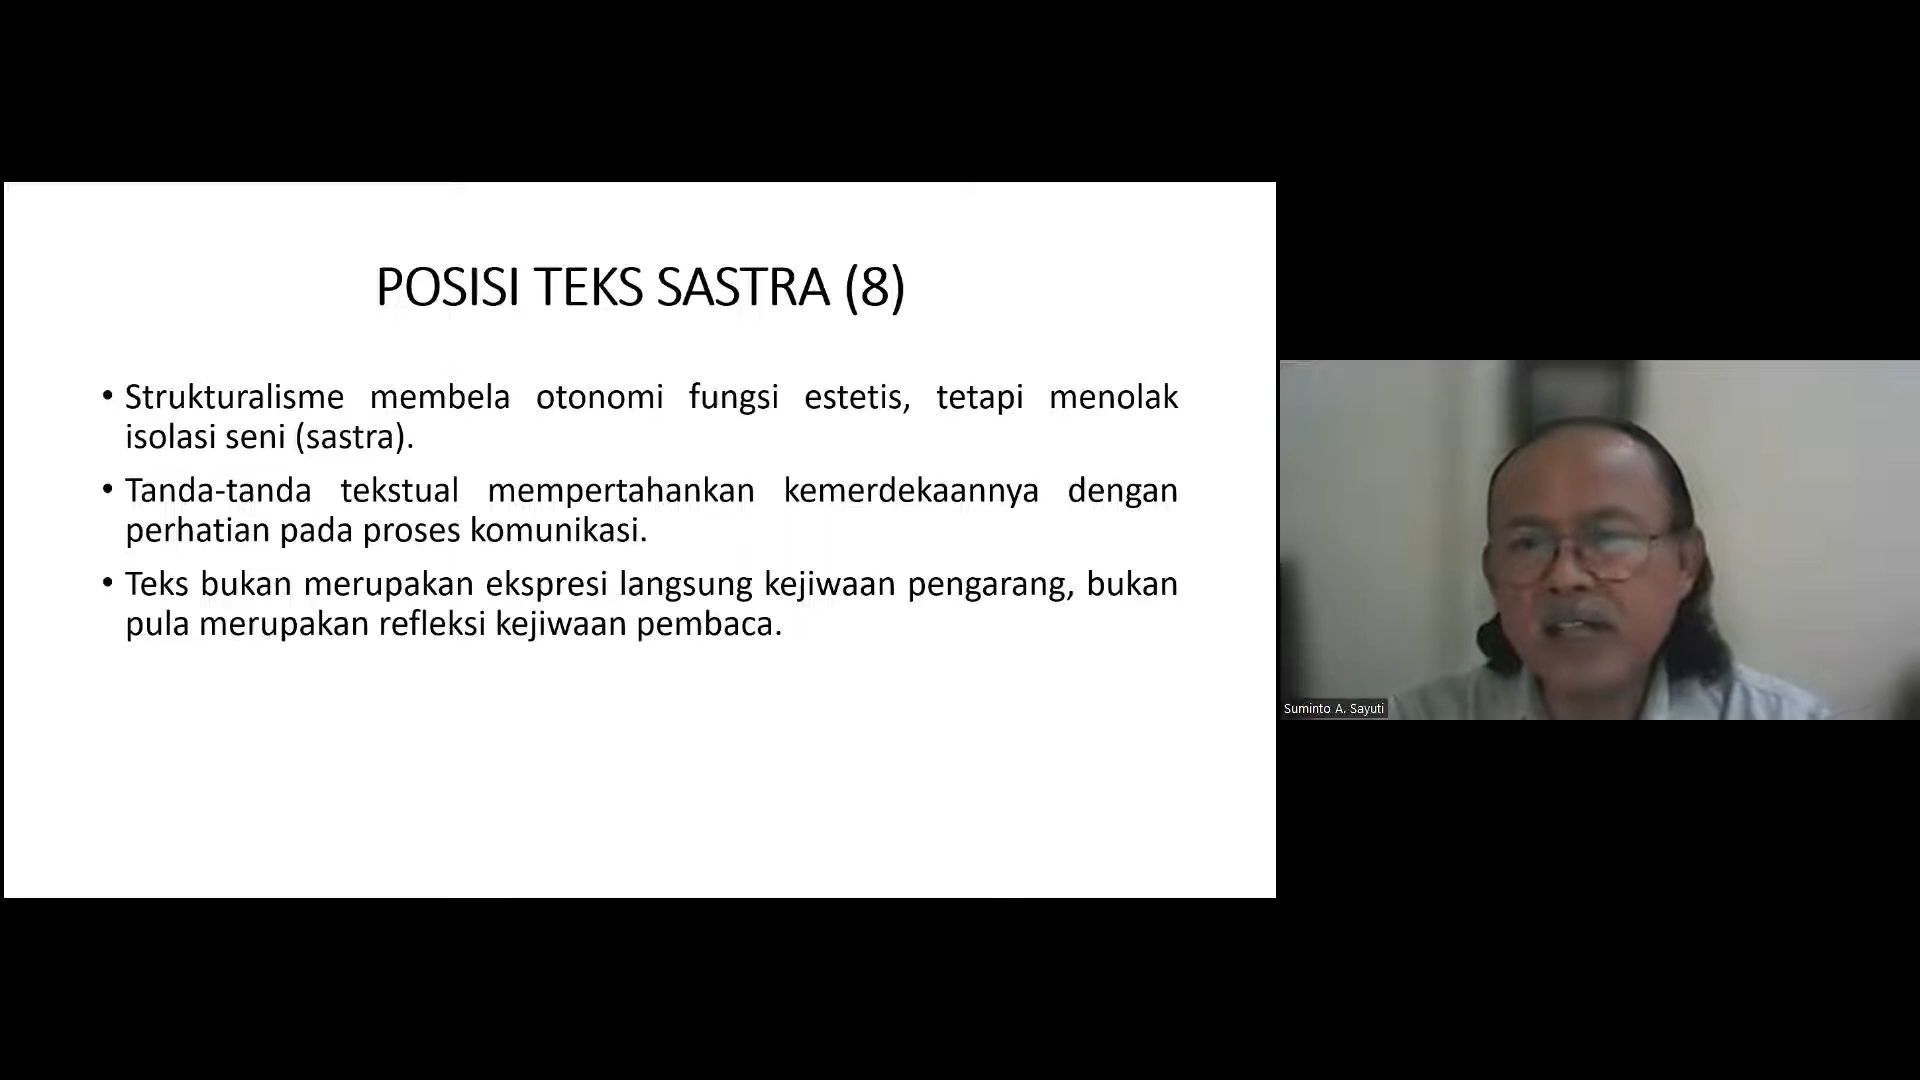 POSISI TEKS SASTRA (8)
• Strukturalisme membela otonomi fungsi estetis, tetapi menolak
isolasi seni (sastra).
• Tanda-tanda tekstual mempertahankan kemerdekaannya dengan
perhatian pada proses komunikasi.
• Teks bukan merupakan ekspresi langsung kejiwaan pengarang, bukan
pula merupakan refleksi kejiwaan pembaca.
Suminto A. Sayuti